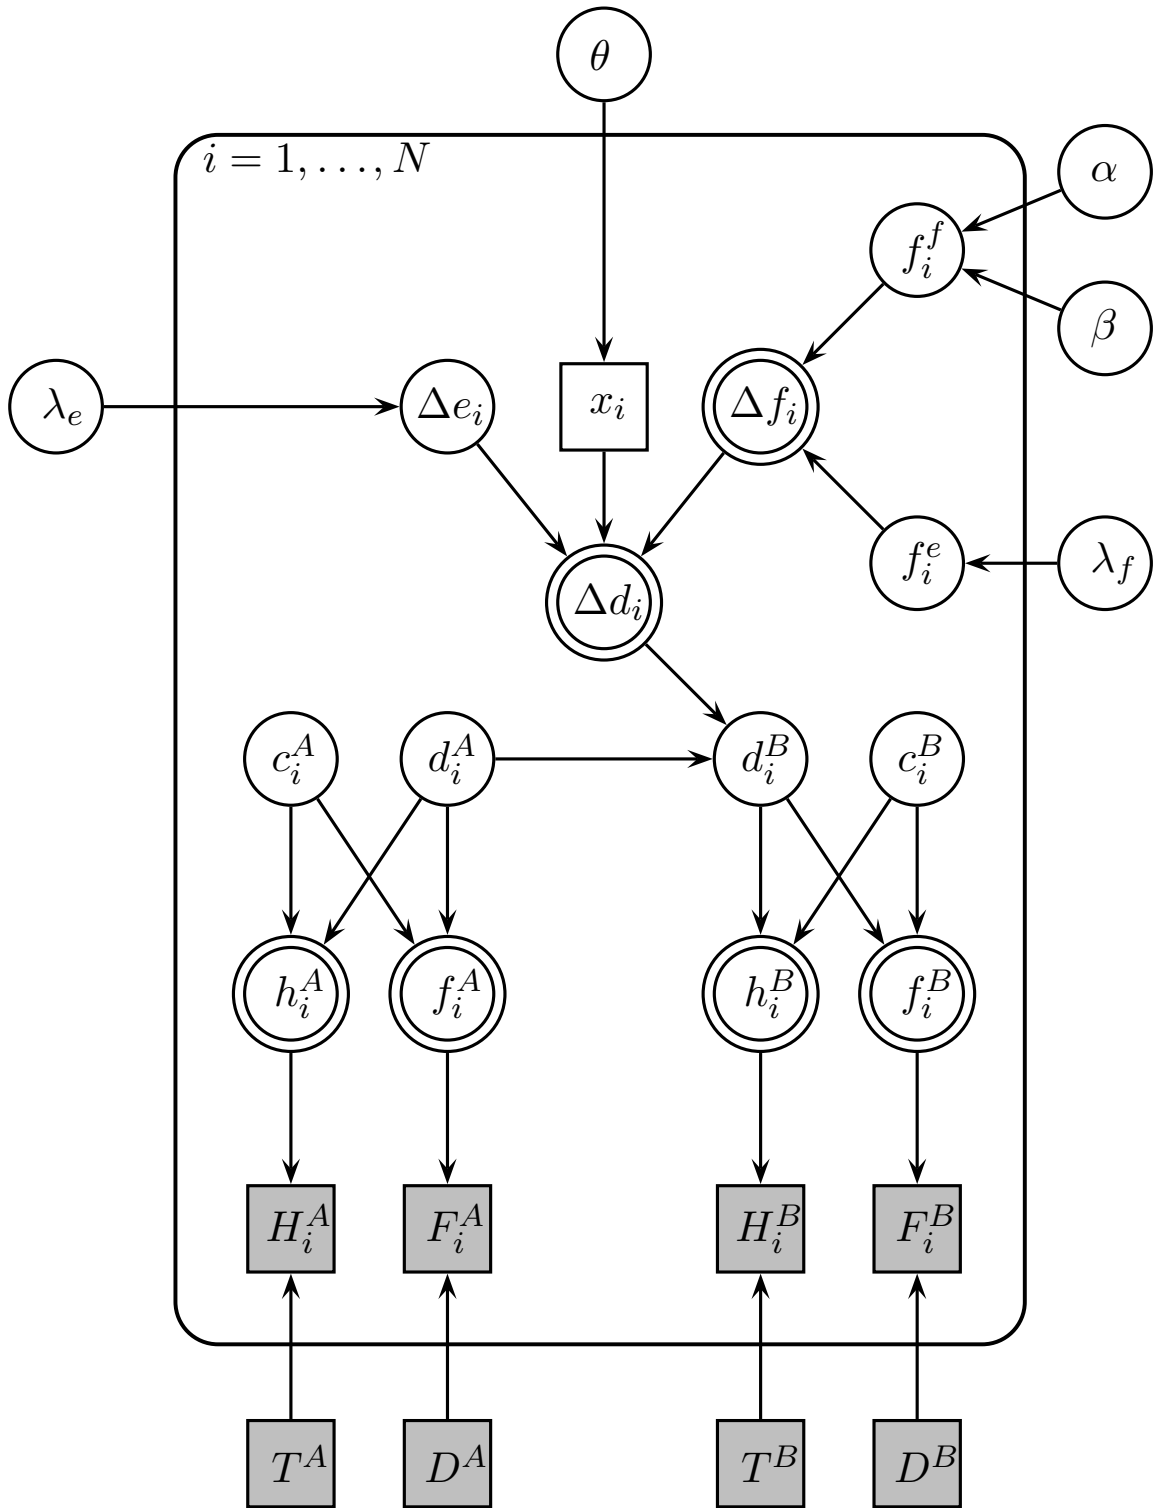 θ
i = 1, . . . , N
α
f_i^f
β
λ_e
Δe_i
x_i
Δf_i
f_i^e
λ_f
Δd_i
c_i^A
d_i^A
d_i^B
c_i^B
h_i^A
f_i^A
h_i^B
f_i^B
H_i^A
F_i^A
H_i^B
F_i^B
T^A
D^A
T^B
D^B